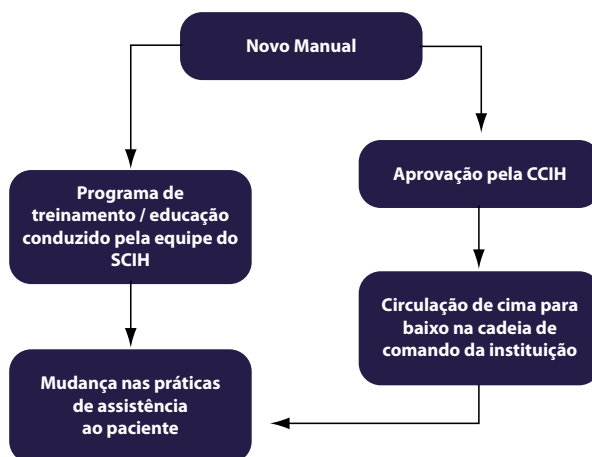 Novo Manual
Programa de
treinamento / educação
conduzido pela equipe do
SCIH
Aprovação pela CCIH
Circulação de cima para
baixo na cadeia de
comando da instituição
Mudança nas práticas
de assistência
ao paciente